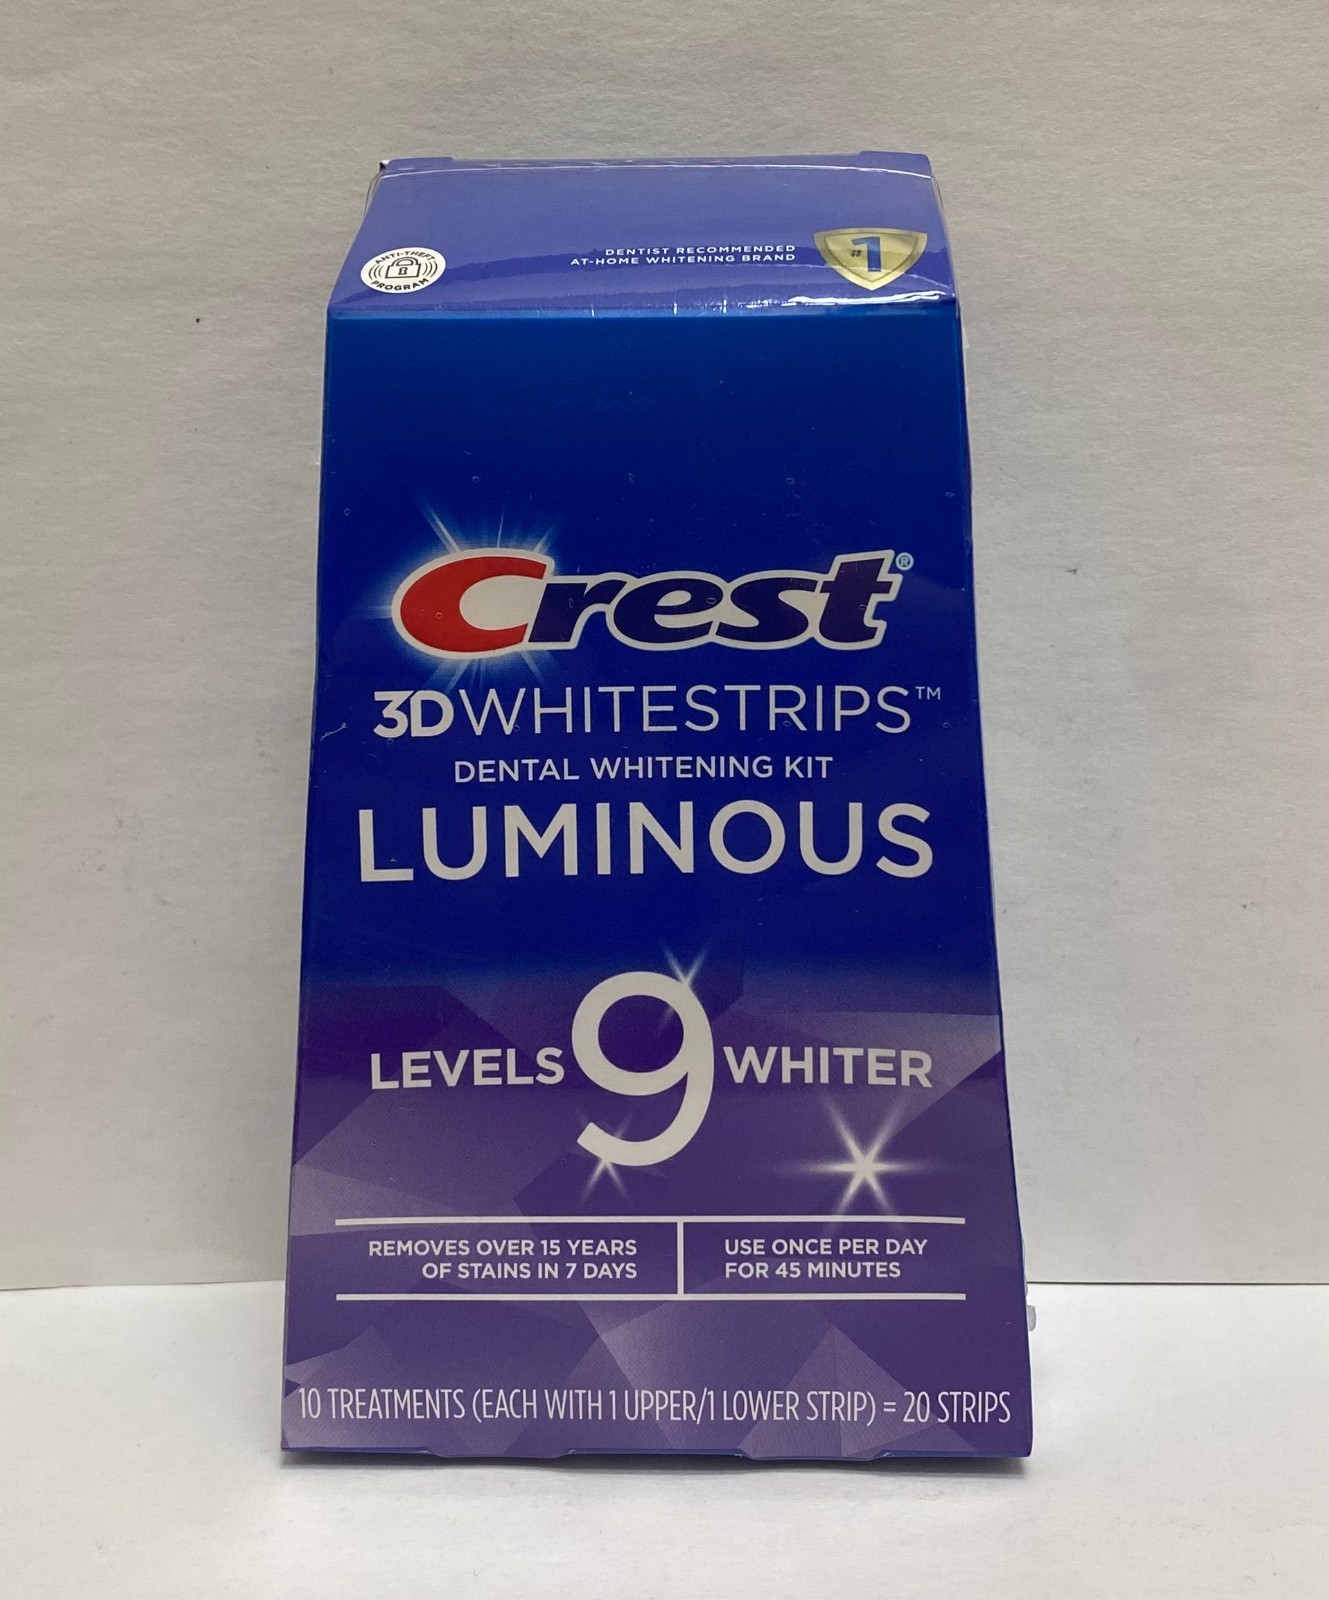 ANTI-THEFT
PROGRAM
DENTIST RECOMMENDED
AT-HOME WHITENING BRAND
#1
Crest®
3DWHITESTRIPS™
DENTAL WHITENING KIT
LUMINOUS
LEVELS 9 WHITER
REMOVES OVER 15 YEARS
OF STAINS IN 7 DAYS
USE ONCE PER DAY
FOR 45 MINUTES
10 TREATMENTS (EACH WITH 1 UPPER/1 LOWER STRIP) = 20 STRIPS